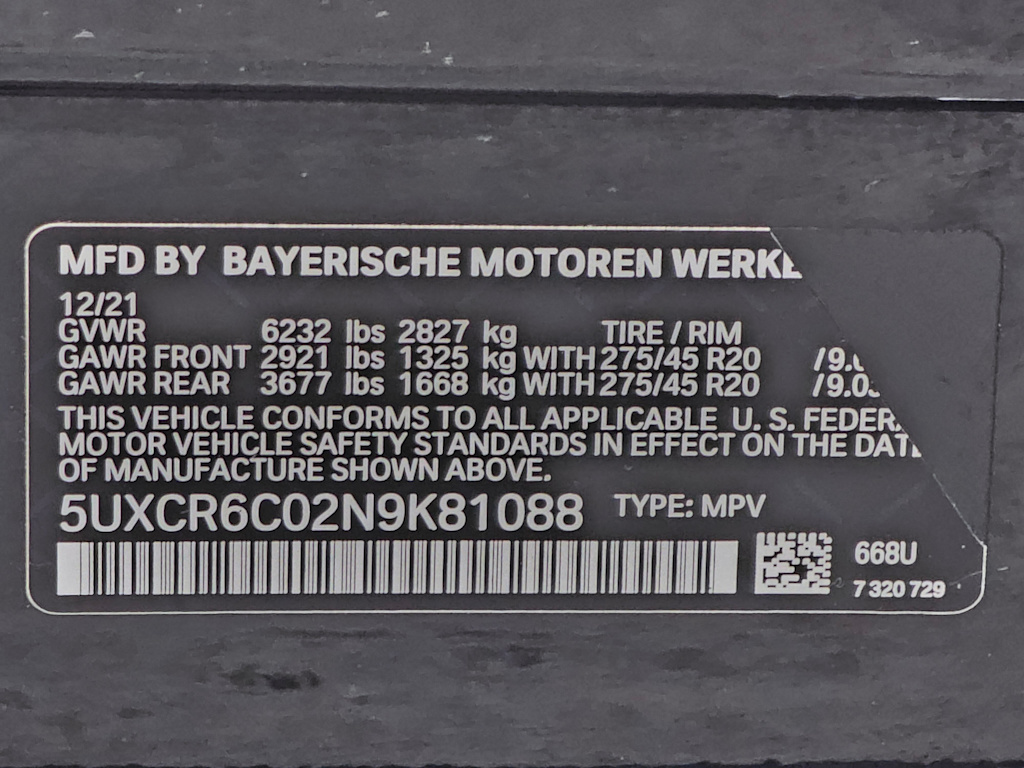 MFD BY BAYERISCHE MOTOREN
12/21
GVWR 6232 lbs 2827 kg TIRE / RIM
GAWR FRONT 2921 lbs 1325 kg WITH 275/45 R20
GAWR REAR 3677 lbs 1668 kg WITH 275/45 R20
THIS VEHICLE CONFORMS TO ALL APPLICABLE U. S.
MOTOR VEHICLE SAFETY STANDARDS IN EFFECT ON THE
OF MANUFACTURE SHOWN ABOVE.
5UXCR6C02N9K81088 TYPE: MPV
668U
7 320 729